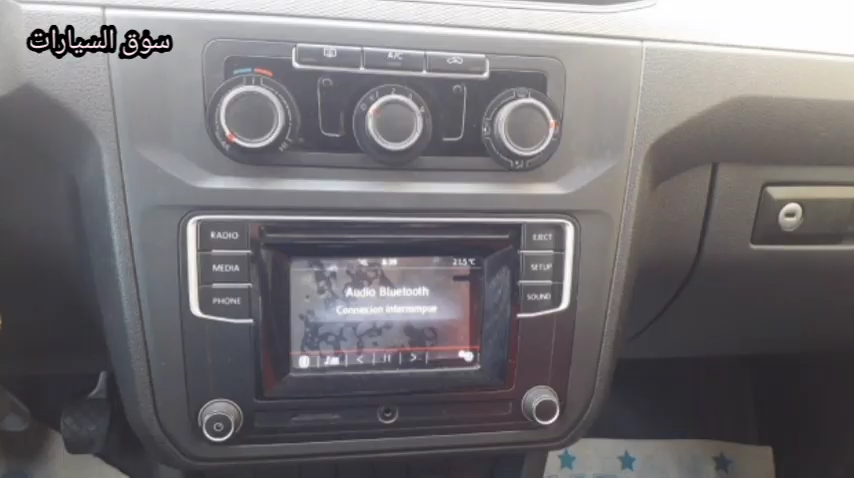 سوق السيارات
A/C
RADIO
EJECT
MEDIA
SETUP
PHONE
SOUND
21.5°C
Audio Bluetooth
Connexion interrompue